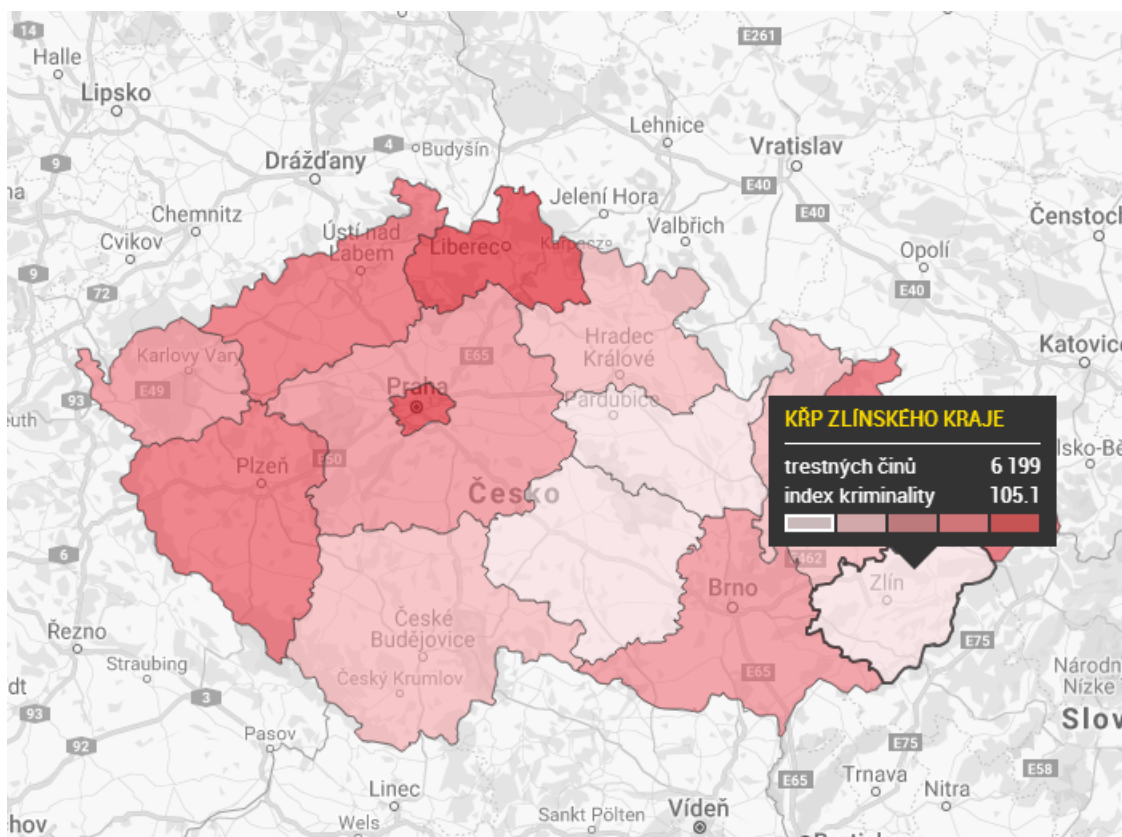 14
E261
Halle
Lipsko
Lehnice
Vratislav
9
4
Budyšín
Drážďany
E40
Jelení Hora
Chemnitz
E40
Čenstoch
Ústí nad
Labem
Valbřich
Cvikov
Liberec
Karpacz
Opolí
9
E40
72
Hradec
Králové
Karlovy Vary
E65
Katovice
E49
Praha
93
Pardubice
KŘP ZLÍNSKÉHO KRAJE
Plzeň
E50
trestných činů 6 199
Česko
index kriminality 105.1
6
E462
Brno
Zlín
České
Budějovice
Řezno
E75
Straubing
Český Krumlov
E65
Národn
Nízke
3
93
Slov
Pasov
92
E75
E65
E58
Trnava
Linec
Nitra
Vídeň
Sankt Pölten
Wels